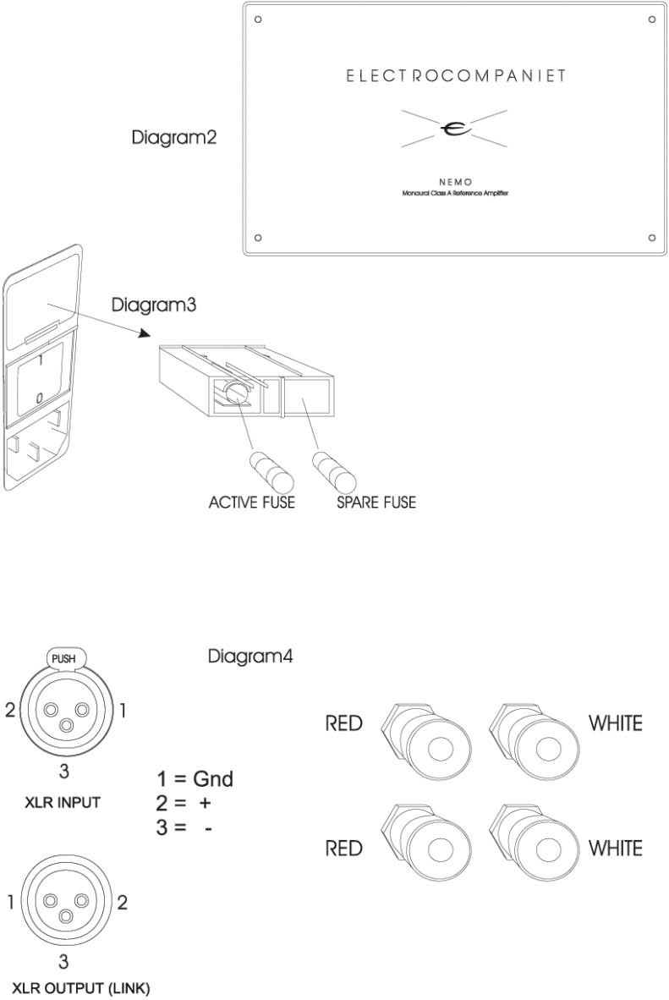 ELECTROCOMPANIET
Diagram2
NEMO
Monaural Class A Reference Amplifier
Diagram3
1
0
ACTIVE FUSE
SPARE FUSE
Diagram4
PUSH
2
1
3
XLR INPUT
1 = Gnd
2 = +
3 = -
RED
WHITE
RED
WHITE
1
2
3
XLR OUTPUT (LINK)